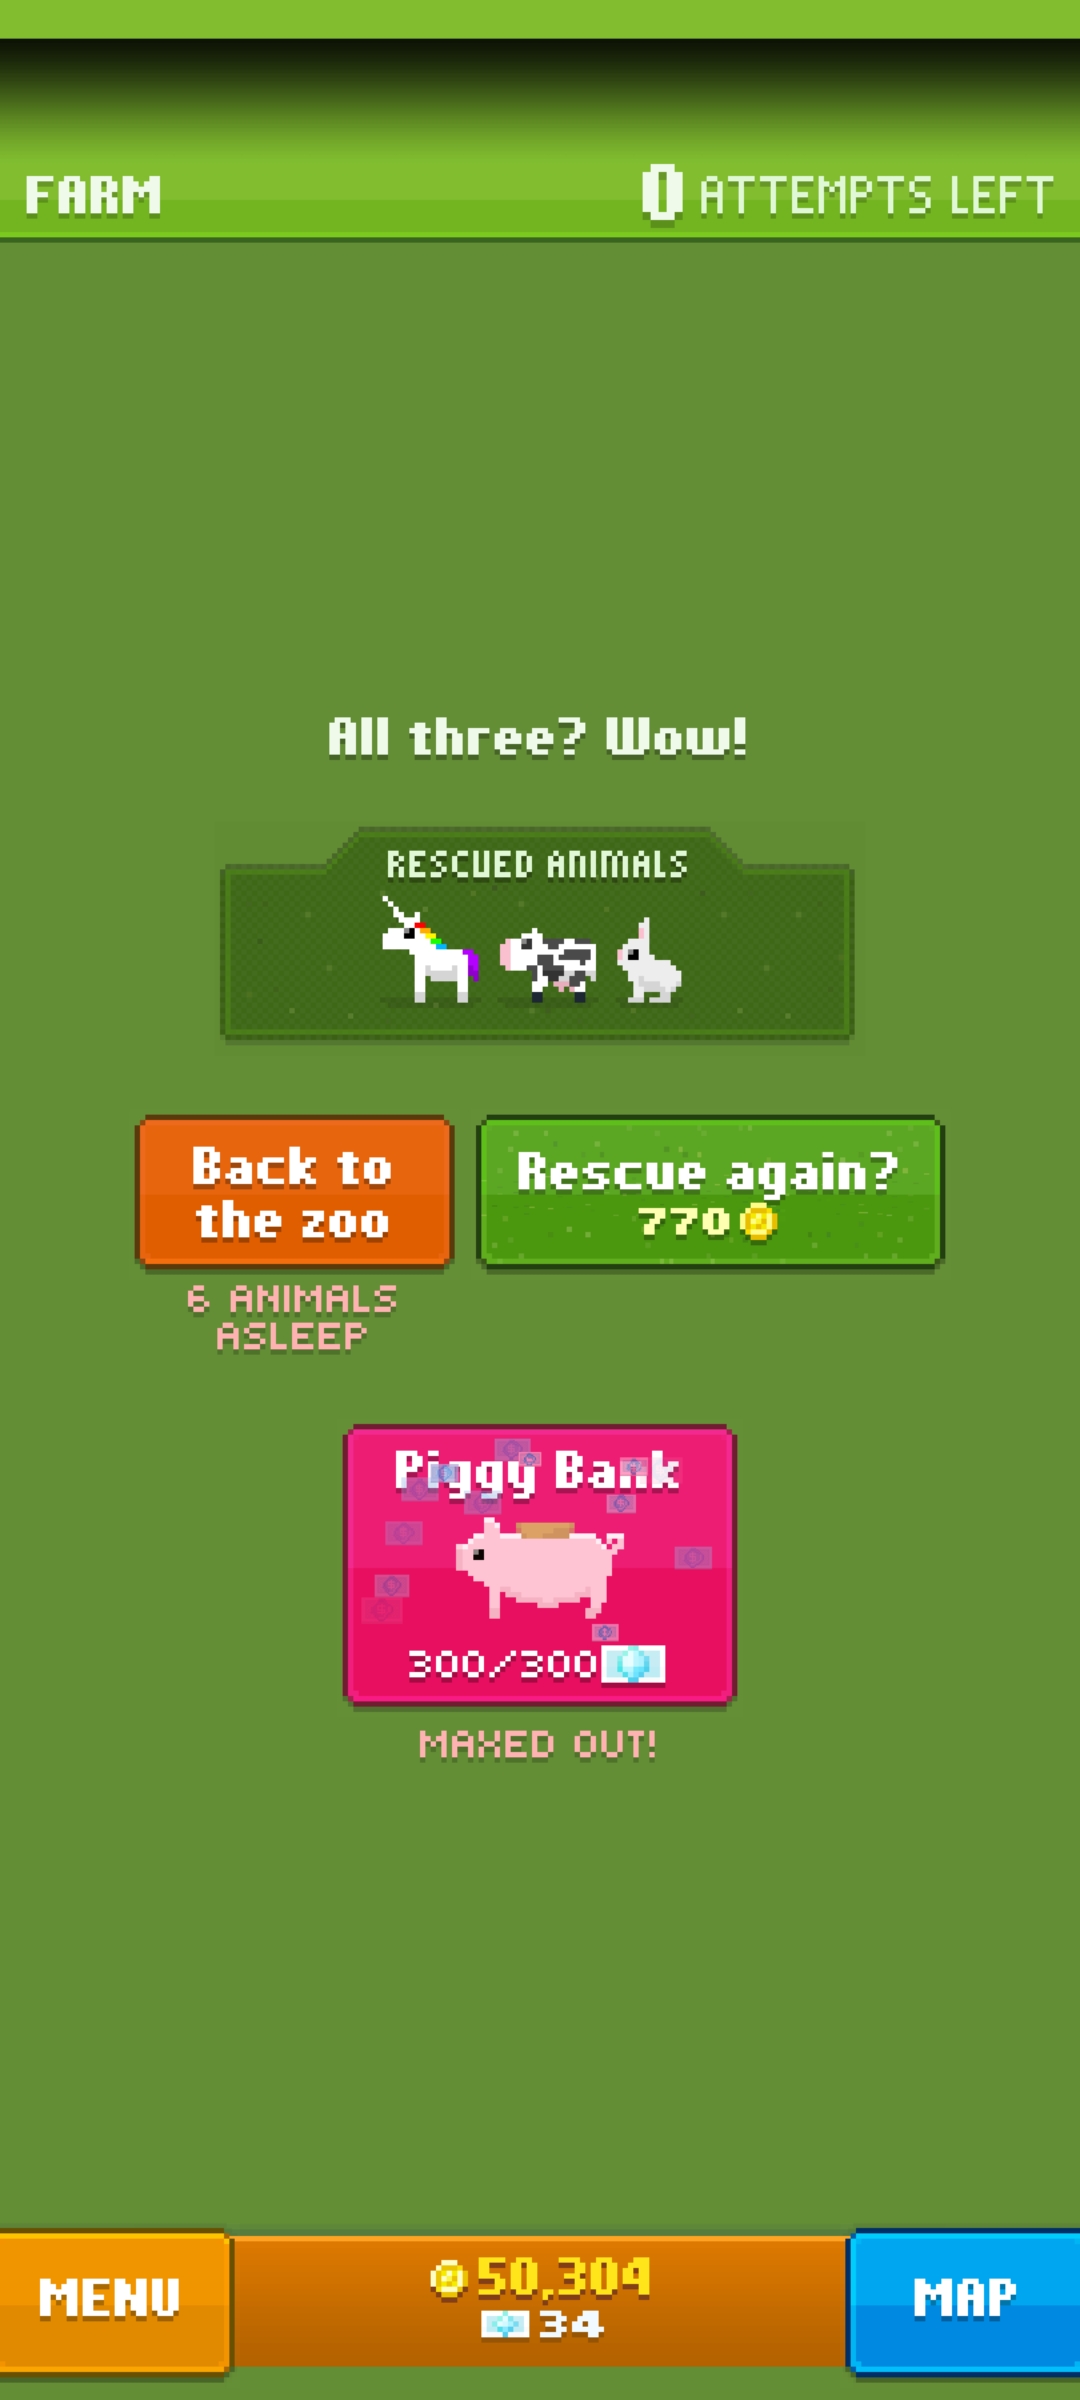 FARM
0 ATTEMPTS LEFT
All three? Wow!
RESCUED ANIMALS
Back to
the zoo
Rescue again?
770
6 ANIMALS
ASLEEP
Piggy Bank
300/300
MAXED OUT!
MENU
50,304
34
MAP